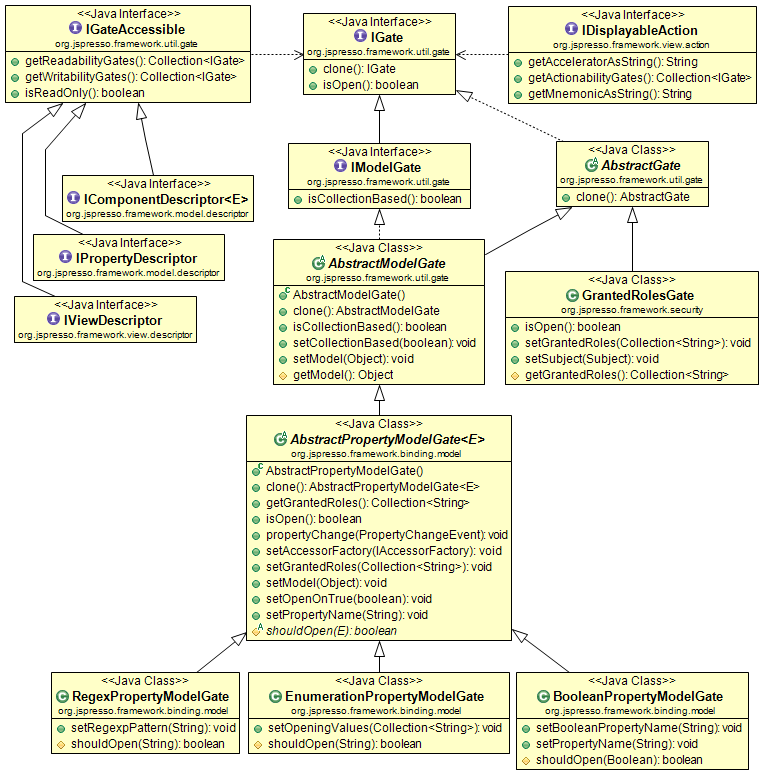 <<Java Interface>>
IGateAccessible
org.jspresso.framework.util.gate
getReadabilityGates(): Collection<IGate>
getWritabilityGates(): Collection<IGate>
isReadOnly(): boolean
<<Java Interface>>
IGate
org.jspresso.framework.util.gate
clone(): IGate
isOpen(): boolean
<<Java Interface>>
IDisplayableAction
org.jspresso.framework.view.action
getAcceleratorAsString(): String
getActionabilityGates(): Collection<IGate>
getMnemonicAsString(): String
<<Java Interface>>
IComponentDescriptor<E>
org.jspresso.framework.model.descriptor
<<Java Interface>>
IPropertyDescriptor
org.jspresso.framework.model.descriptor
<<Java Interface>>
IViewDescriptor
org.jspresso.framework.view.descriptor
<<Java Interface>>
IModelGate
org.jspresso.framework.util.gate
isCollectionBased(): boolean
<<Java Class>>
AbstractGate
org.jspresso.framework.util.gate
clone(): AbstractGate
<<Java Class>>
AbstractModelGate
org.jspresso.framework.util.gate
AbstractModelGate()
clone(): AbstractModelGate
isCollectionBased(): boolean
setCollectionBased(boolean): void
setModel(Object): void
getModel(): Object
<<Java Class>>
GrantedRolesGate
org.jspresso.framework.security
isOpen(): boolean
setGrantedRoles(Collection<String>): void
setSubject(Subject): void
getGrantedRoles(): Collection<String>
<<Java Class>>
AbstractPropertyModelGate<E>
org.jspresso.framework.binding.model
AbstractPropertyModelGate()
clone(): AbstractPropertyModelGate<E>
getGrantedRoles(): Collection<String>
isOpen(): boolean
propertyChange(PropertyChangeEvent): void
setAccessorFactory(IAccessorFactory): void
setGrantedRoles(Collection<String>): void
setModel(Object): void
setOpenOnTrue(boolean): void
setPropertyName(String): void
shouldOpen(E): boolean
<<Java Class>>
RegexPropertyModelGate
org.jspresso.framework.binding.model
setRegexpPattern(String): void
shouldOpen(String): boolean
<<Java Class>>
EnumerationPropertyModelGate
org.jspresso.framework.binding.model
setOpeningValues(Collection<String>): void
shouldOpen(String): boolean
<<Java Class>>
BooleanPropertyModelGate
org.jspresso.framework.binding.model
setBooleanPropertyName(String): void
setPropertyName(String): void
shouldOpen(Boolean): boolean